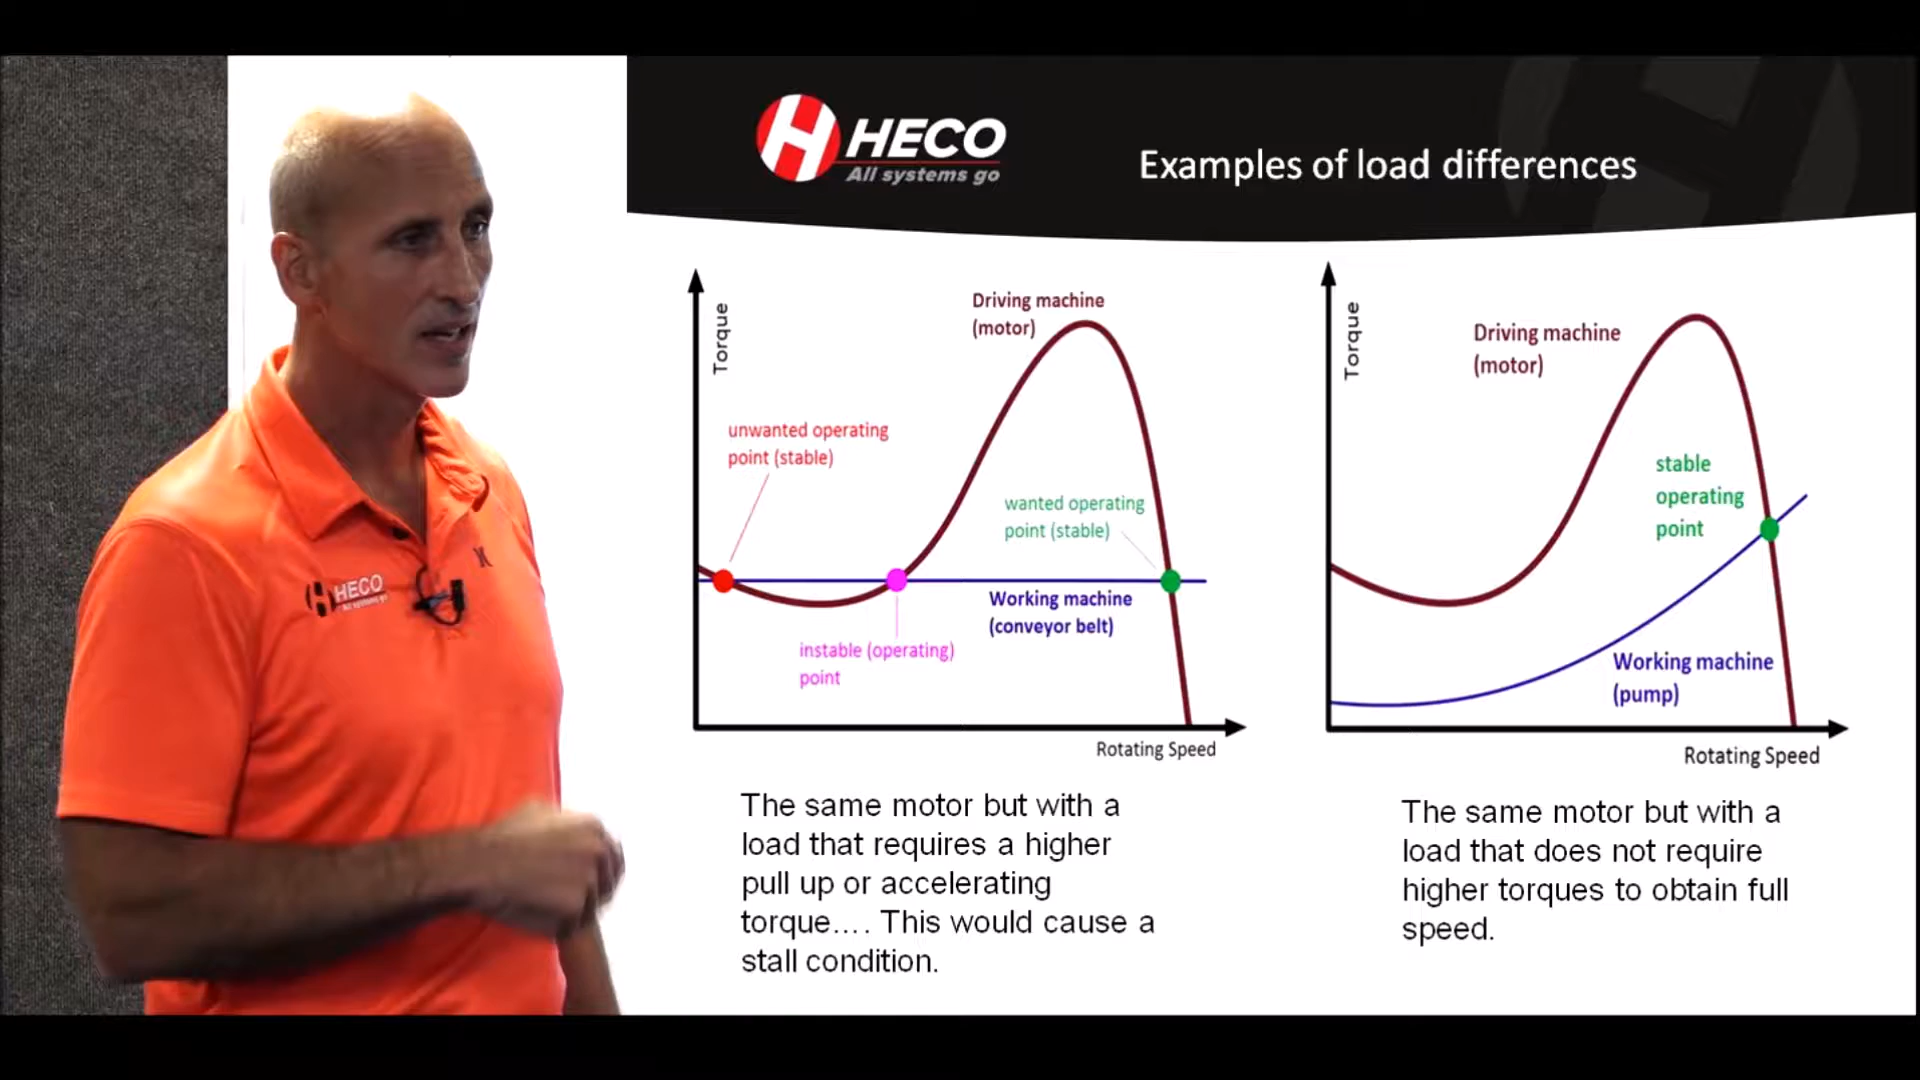 HECO
All systems go
Examples of load differences
Torque
Driving machine
(motor)
unwanted operating
point (stable)
wanted operating
point (stable)
Working machine
(conveyor belt)
instable (operating)
point
Rotating Speed
The same motor but with a
load that requires a higher
pull up or accelerating
torque.... This would cause a
stall condition.
Torque
Driving machine
(motor)
stable
operating
point
Working machine
(pump)
Rotating Speed
The same motor but with a
load that does not require
higher torques to obtain full
speed.
HECO
All systems go